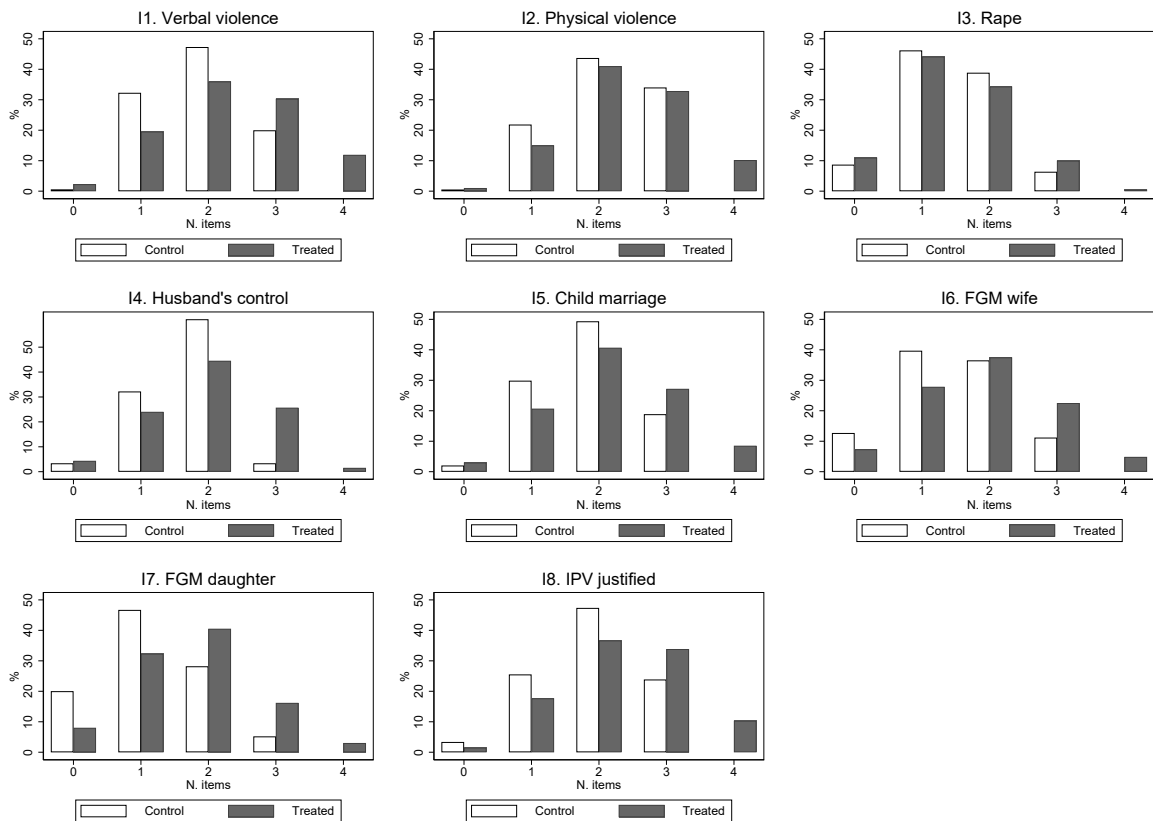 I1. Verbal violence
%
0 10 20 30 40 50
0 1 2 3 4
N. items
Control Treated
I2. Physical violence
%
0 10 20 30 40 50
0 1 2 3 4
N. items
Control Treated
I3. Rape
%
0 10 20 30 40 50
0 1 2 3 4
N. items
Control Treated
I4. Husband's control
%
0 10 20 30 40 50
0 1 2 3 4
N. items
Control Treated
I5. Child marriage
%
0 10 20 30 40 50
0 1 2 3 4
N. items
Control Treated
I6. FGM wife
%
0 10 20 30 40 50
0 1 2 3 4
N. items
Control Treated
I7. FGM daughter
%
0 10 20 30 40 50
0 1 2 3 4
N. items
Control Treated
I8. IPV justified
%
0 10 20 30 40 50
0 1 2 3 4
N. items
Control Treated